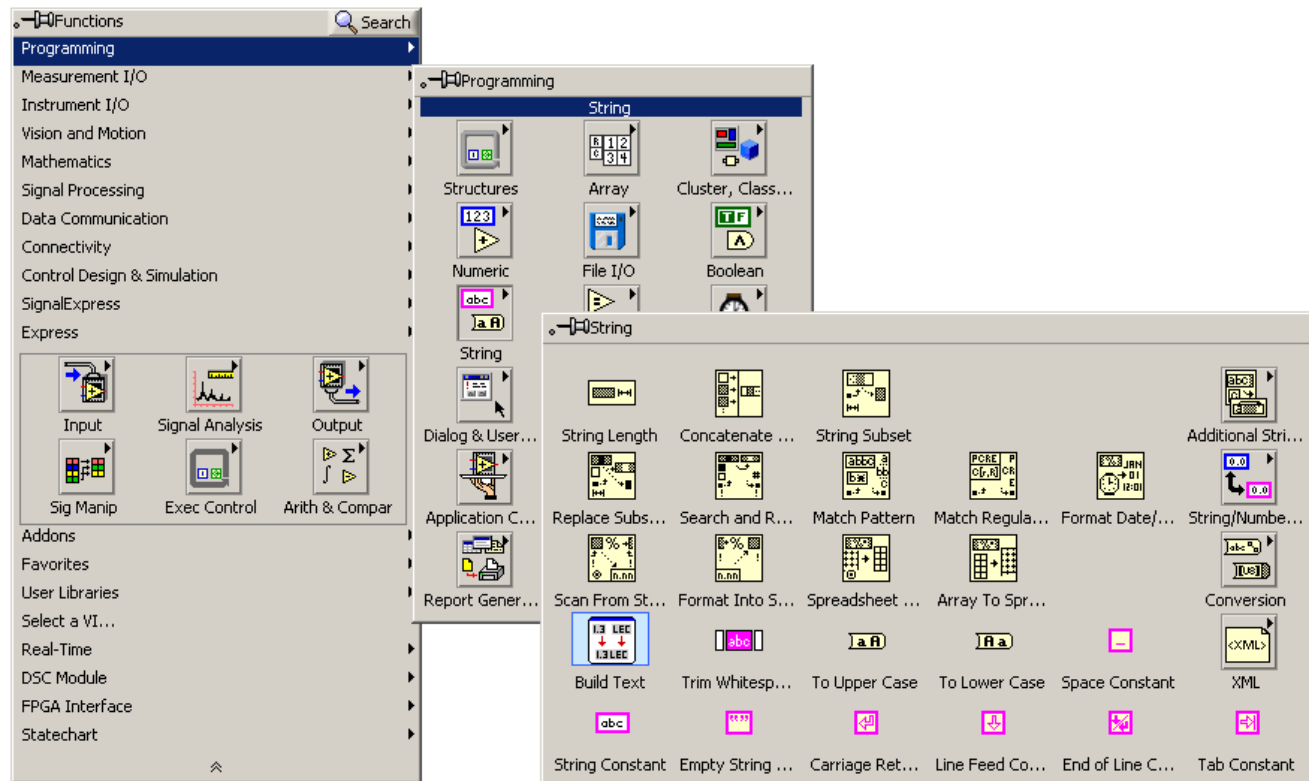 Functions Search
Programming
Measurement I/O
Instrument I/O
Vision and Motion
Mathematics
Signal Processing
Data Communication
Connectivity
Control Design & Simulation
SignalExpress
Express
Input Signal Analysis Output
Sig Manip Exec Control Arith & Compar
Addons
Favorites
User Libraries
Select a VI...
Real-Time
DSC Module
FPGA Interface
Statechart
Programming
String
Structures Array Cluster, Class...
Numeric File I/O Boolean
String
Dialog & User...
Application C...
Report Gener...
String
String Length Concatenate ... String Subset Additional Stri...
Replace Subs... Search and R... Match Pattern Match Regula... Format Date/... String/Numbe...
Scan From St... Format Into S... Spreadsheet ... Array To Spr... Conversion
Build Text Trim Whitesp... To Upper Case To Lower Case Space Constant XML
String Constant Empty String ... Carriage Ret... Line Feed Co... End of Line C... Tab Constant